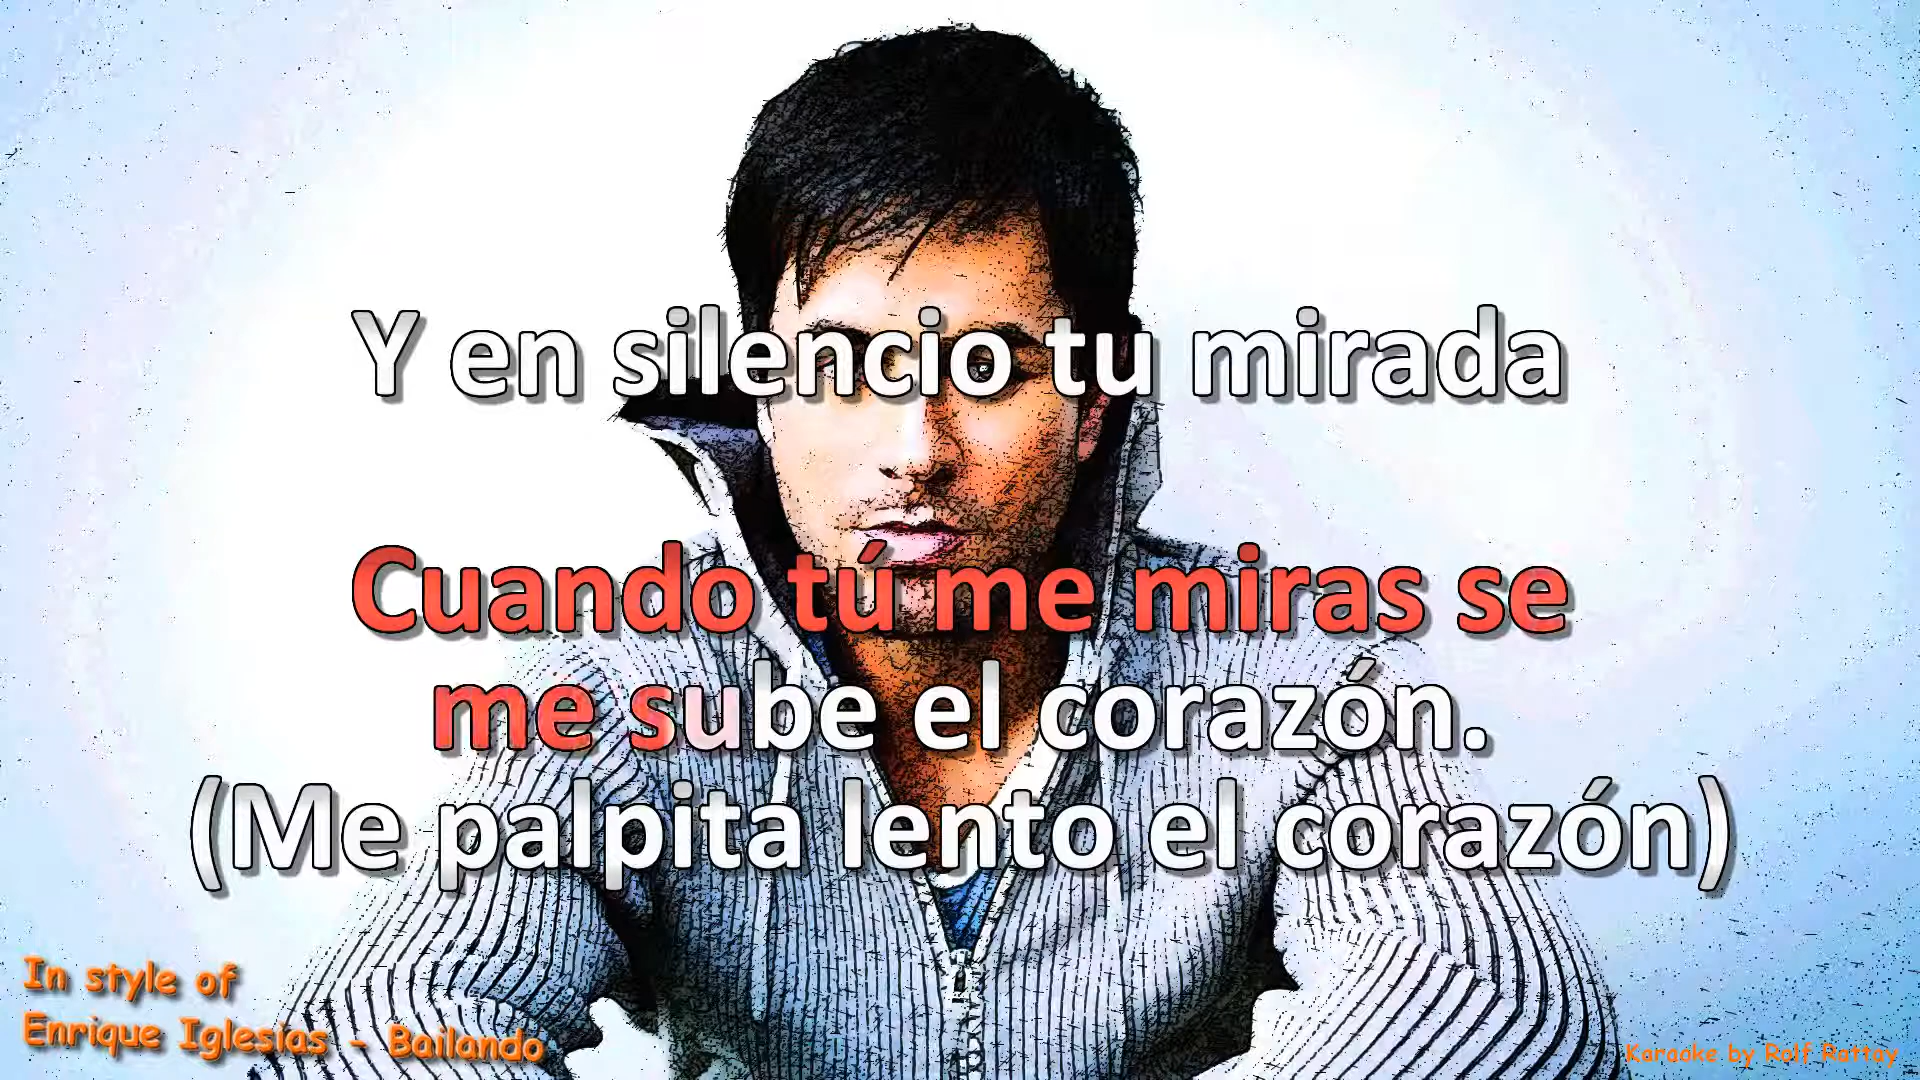 Y en silencio tu mirada
Cuando tú me miras se
me sube el corazón.
(Me palpita lento el corazón)
In style of
Enrique Iglesias - Bailando
Karaoke by Rolf Rattay